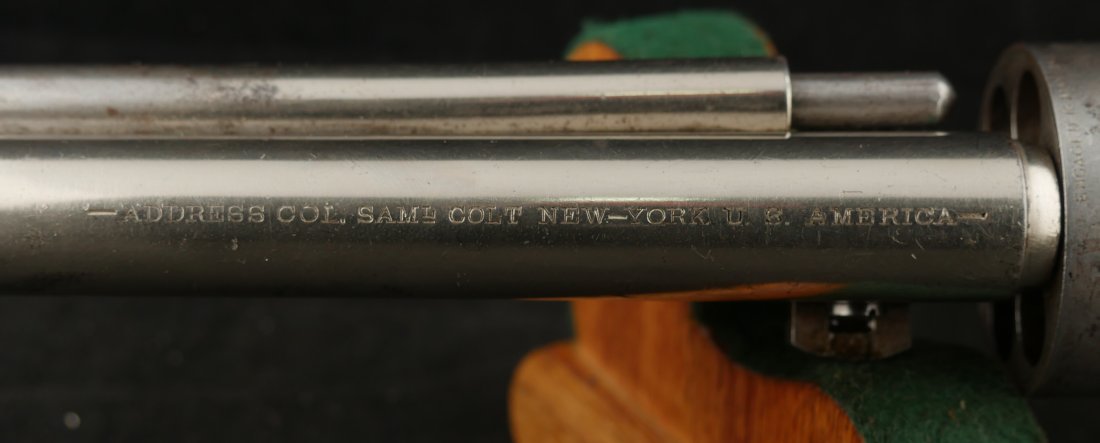 —ADDRESS COL. SAMᴸ COLT NEW—YORK U. S. AMERICA—